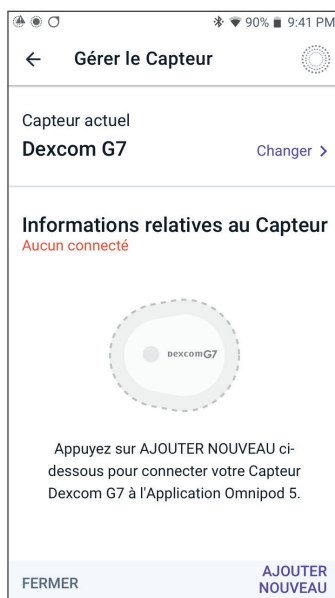 90% 9:41 PM
Gérer le Capteur
Capteur actuel
Dexcom G7
Changer >
Informations relatives au Capteur
Aucun connecté
Dexcom G7
Appuyez sur AJOUTER NOUVEAU ci-
dessous pour connecter votre Capteur
Dexcom G7 à l'Application Omnipod 5.
FERMER
AJOUTER
NOUVEAU